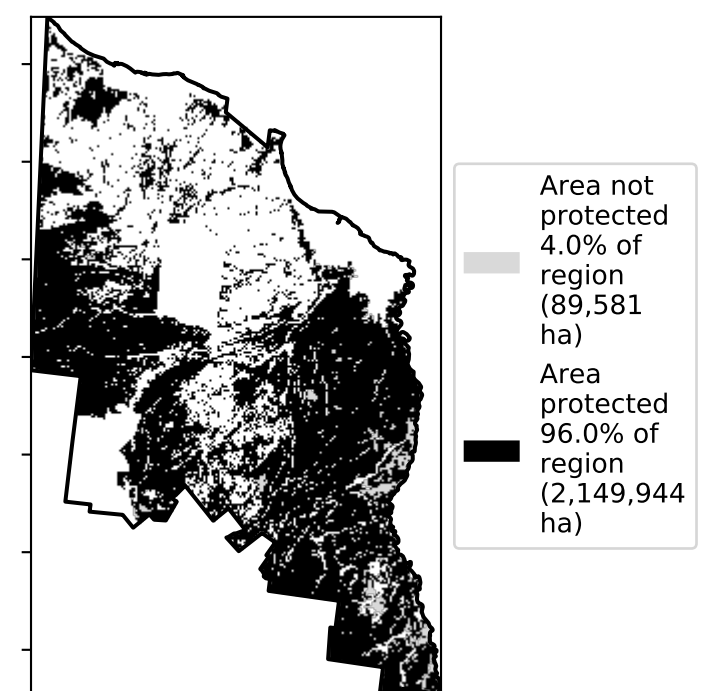 Area not
protected
4.0% of
region
(89,581
ha)
Area
protected
96.0% of
region
(2,149,944
ha)